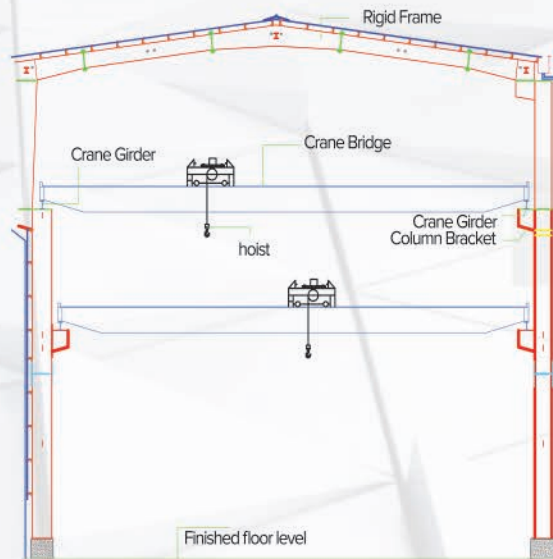 Rigid Frame
Crane Girder
Crane Bridge
Crane Girder
Column Bracket
hoist
Finished floor level